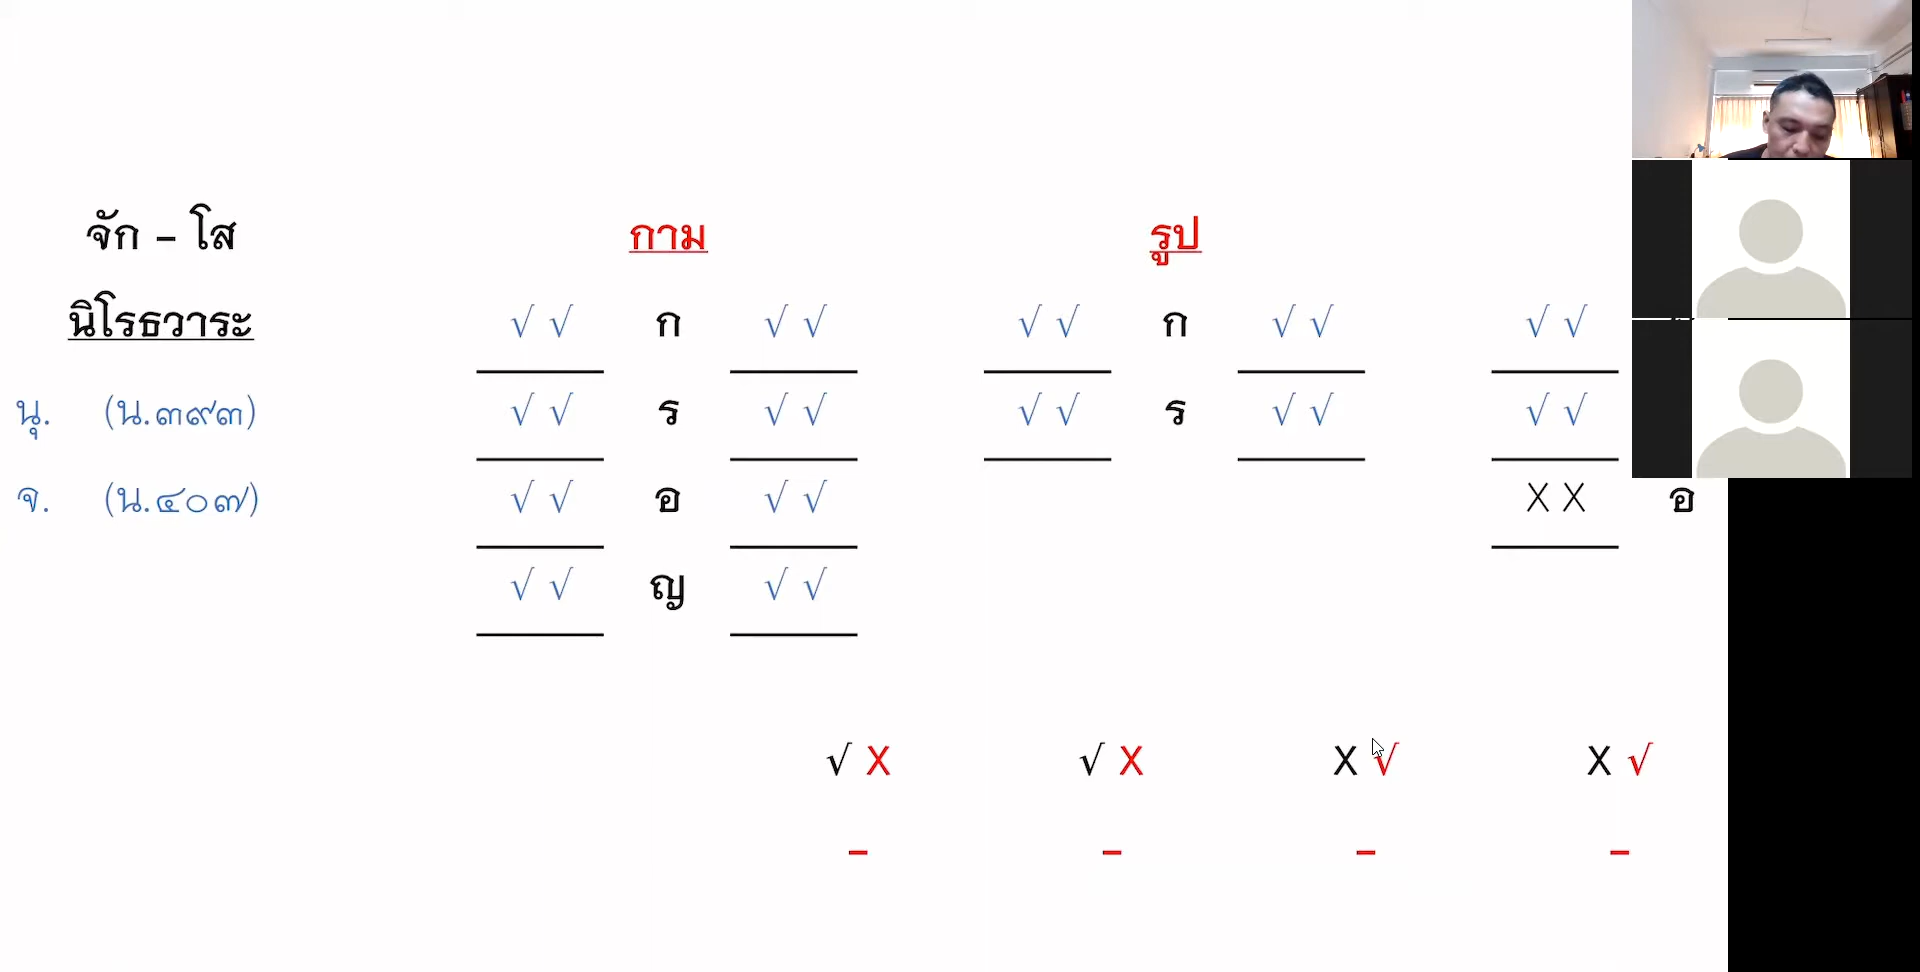 จัก – โส กาม รูป
นิโรธวาระ √ √ ก √ √ √ √ ก √ √ √ √
นุ. (น.๓๙๓) √ √ ร √ √ √ √ ร √ √ √ √
จ. (น.๔๐๗) √ √ อ √ √ X X อ
√ √ ญ √ √
√ X √ X X √ X √
– – – –